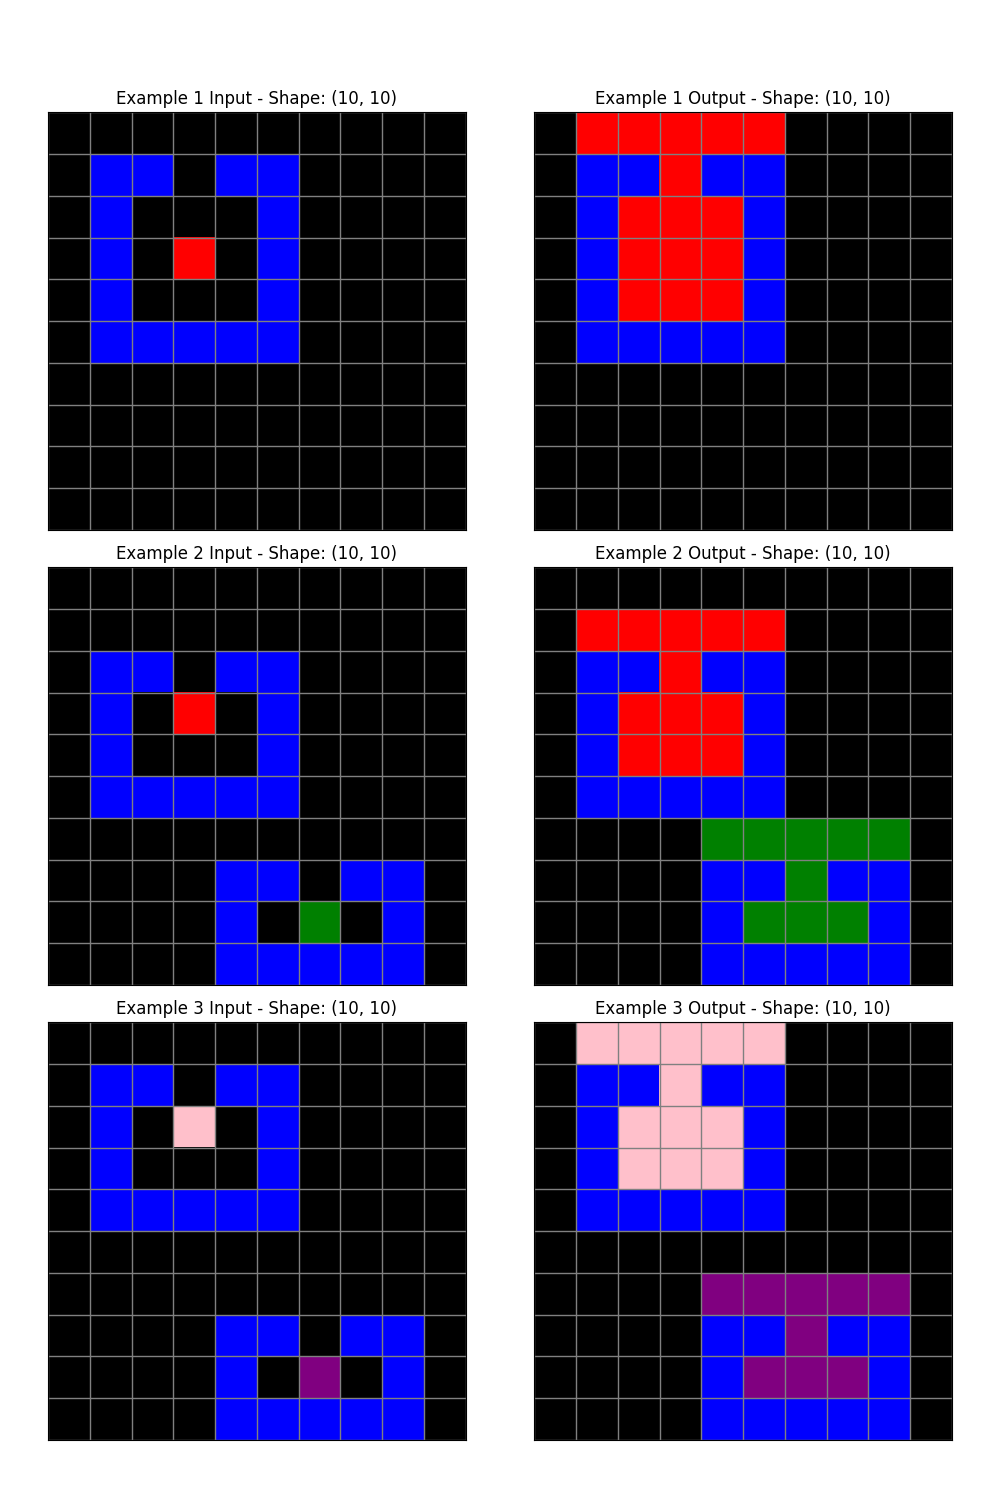 Example 1 Input - Shape: (10, 10)
Example 1 Output - Shape: (10, 10)
Example 2 Input - Shape: (10, 10)
Example 2 Output - Shape: (10, 10)
Example 3 Input - Shape: (10, 10)
Example 3 Output - Shape: (10, 10)